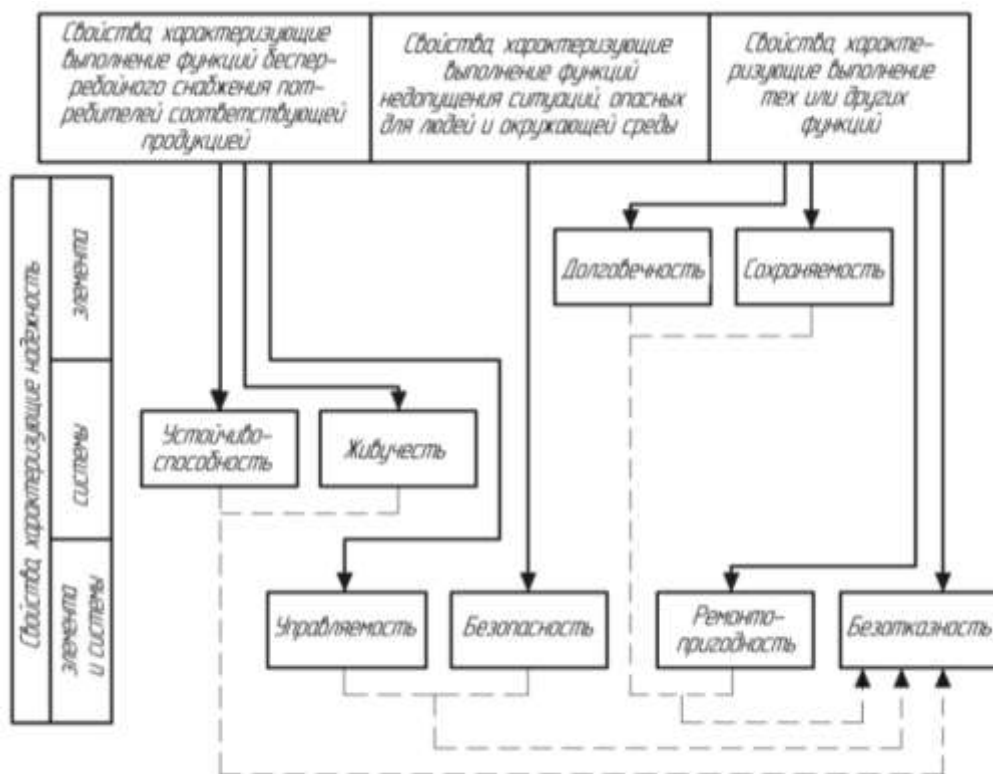 Свойства, характеризующие
выполнение функций беспер-
ребойного снабжения пот-
ребителей соответствующей
продукцией
Свойства, характеризующие
выполнение функций
недопущения ситуаций, опасных
для людей и окружающей среды
Свойства, характе-
ризующие выполнение
тех или других
функций
Свойства, характеризующие надежность
элемента
системы
элемента
и системы
Долговечность
Сохраняемость
Устойчиво-
способность
Живучесть
Управляемость
Безопасность
Ремонто-
пригодность
Безотказность